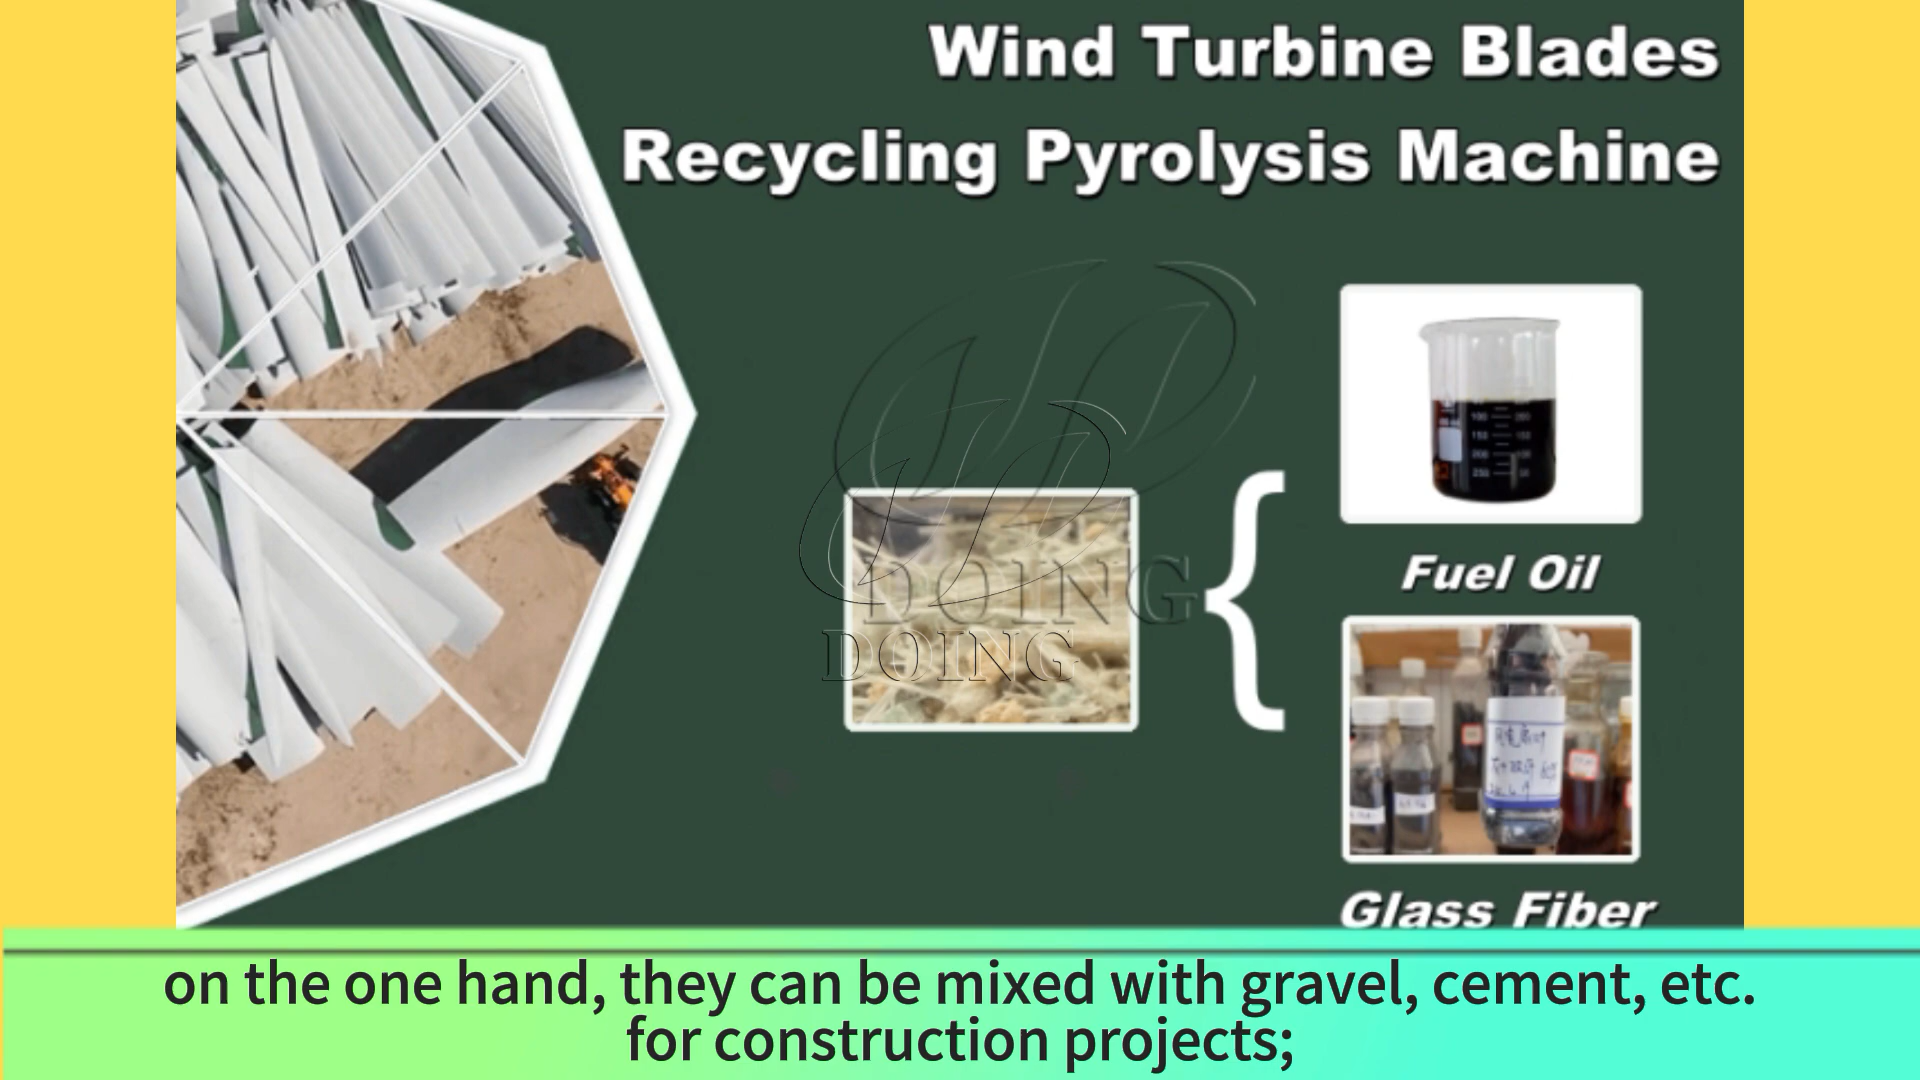 Wind Turbine Blades
Recycling Pyrolysis Machine
DOING
DOING
Fuel Oil
Glass Fiber
on the one hand, they can be mixed with gravel, cement, etc.
for construction projects;